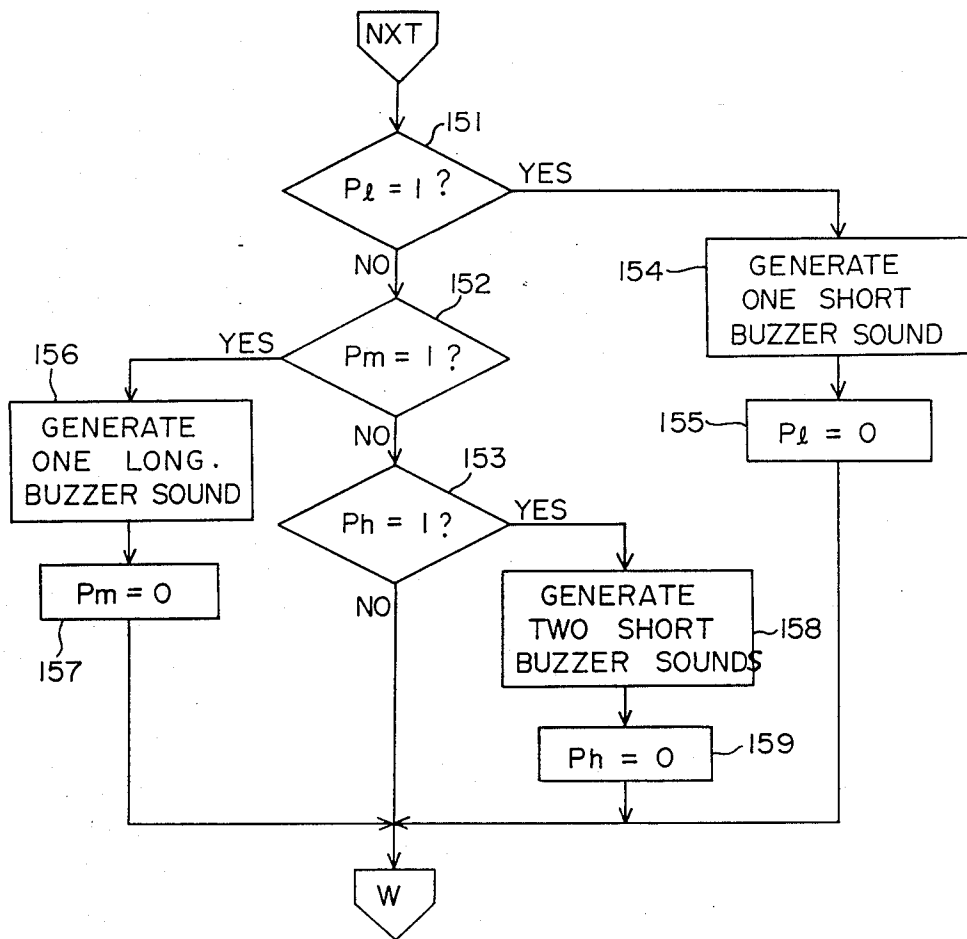 NXT
151
Pℓ = 1 ?
YES
NO
154
GENERATE
ONE SHORT
BUZZER SOUND
152
YES
Pm = 1 ?
156
GENERATE
ONE LONG.
BUZZER SOUND
155
Pℓ = 0
NO
153
Ph = 1 ?
YES
Pm = 0
157
NO
GENERATE
TWO SHORT
BUZZER SOUNDS
158
Ph = 0
159
W